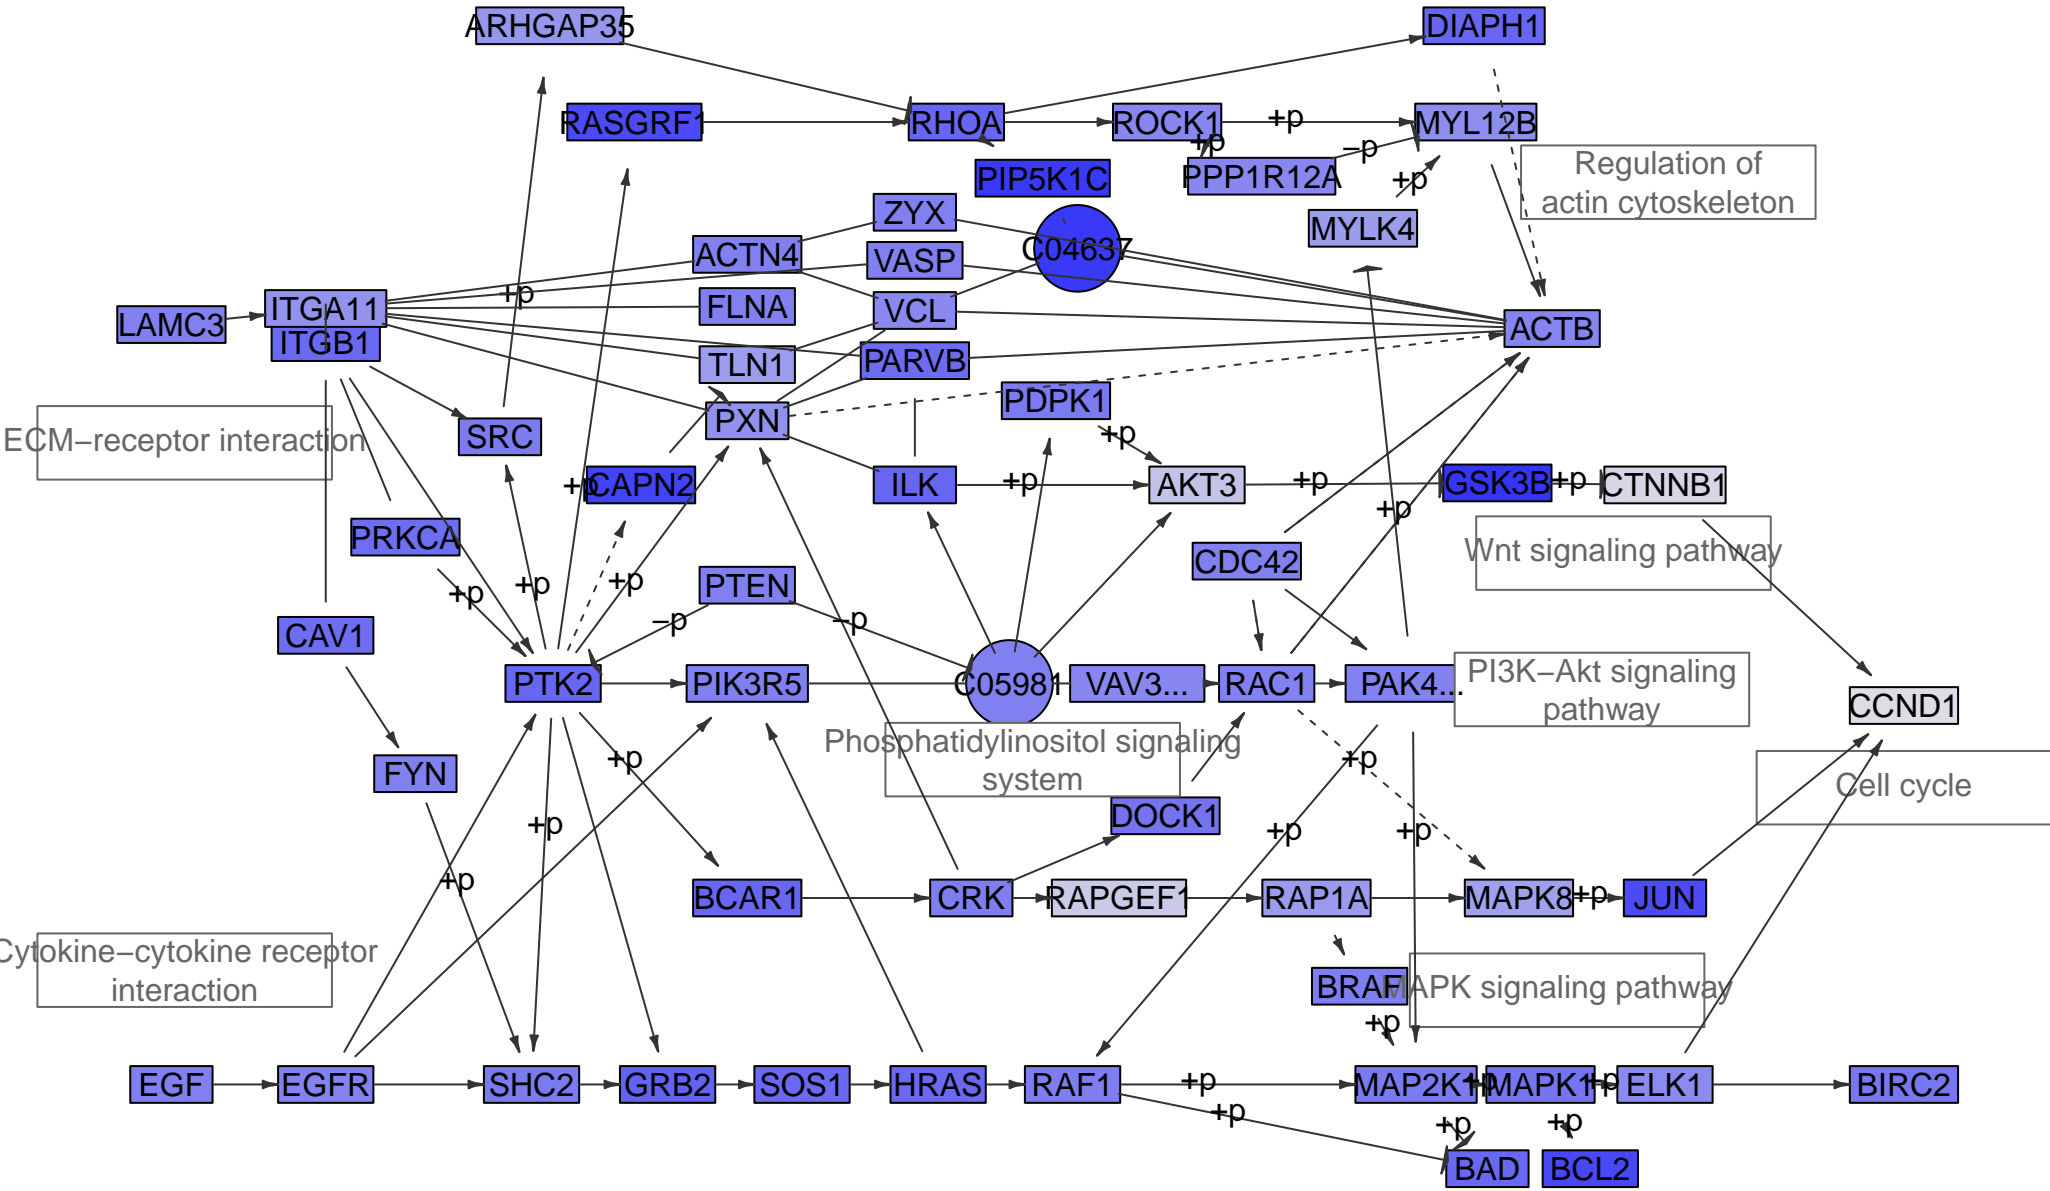 ARHGAP35
DIAPH1
RASGRF1
RHOA
ROCK1
+p
MYL12B
+p
−p
PIP5K1C
PPP1R12A
+p
Regulation of
actin cytoskeleton
ZYX
MYLK4
ACTN4
VASP
C04637
+p
LAMC3
ITGA11
FLNA
VCL
ACTB
ITGB1
TLN1
PARVB
PDPK1
PXN
+p
ECM−receptor interaction
SRC
+p
CAPN2
ILK
+p
AKT3
+p
GSK3B
+p
CTNNB1
+p
PRKCA
CDC42
Wnt signaling pathway
+p
+p
+p
PTEN
−p
−p
CAV1
PTK2
PIK3R5
C05981
VAV3...
RAC1
PAK4...
PI3K−Akt signaling
pathway
CCND1
Phosphatidylinositol signaling
system
+p
+p
FYN
Cell cycle
DOCK1
+p
+p
+p
+p
BCAR1
CRK
RAPGEF1
RAP1A
MAPK8
+p
JUN
Cytokine−cytokine receptor
interaction
BRAF
MAPK signaling pathway
+p
EGF
EGFR
SHC2
GRB2
SOS1
HRAS
RAF1
+p
MAP2K1
+p
MAPK1
+p
ELK1
BIRC2
+p
+p
+p
BAD
BCL2